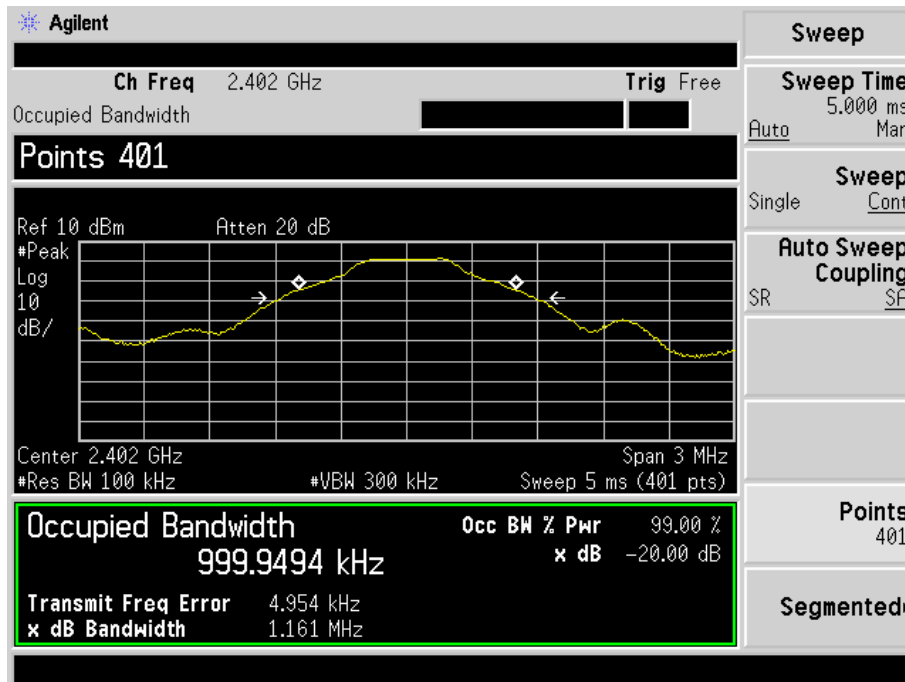 Agilent
Ch Freq 2.402 GHz Trig Free
Occupied Bandwidth
Points 401
Ref 10 dBm Atten 20 dB
#Peak
Log
10
dB/
Center 2.402 GHz Span 3 MHz
#Res BW 100 kHz #VBW 300 kHz Sweep 5 ms (401 pts)
Occupied Bandwidth
999.9494 kHz
Occ BW % Pwr 99.00 %
x dB -20.00 dB
Transmit Freq Error 4.954 kHz
x dB Bandwidth 1.161 MHz
Sweep
Sweep Time
5.000 ms
Auto Man
Sweep
Single Cont
Auto Sweep
Coupling
SR SA
Points
401
Segmented